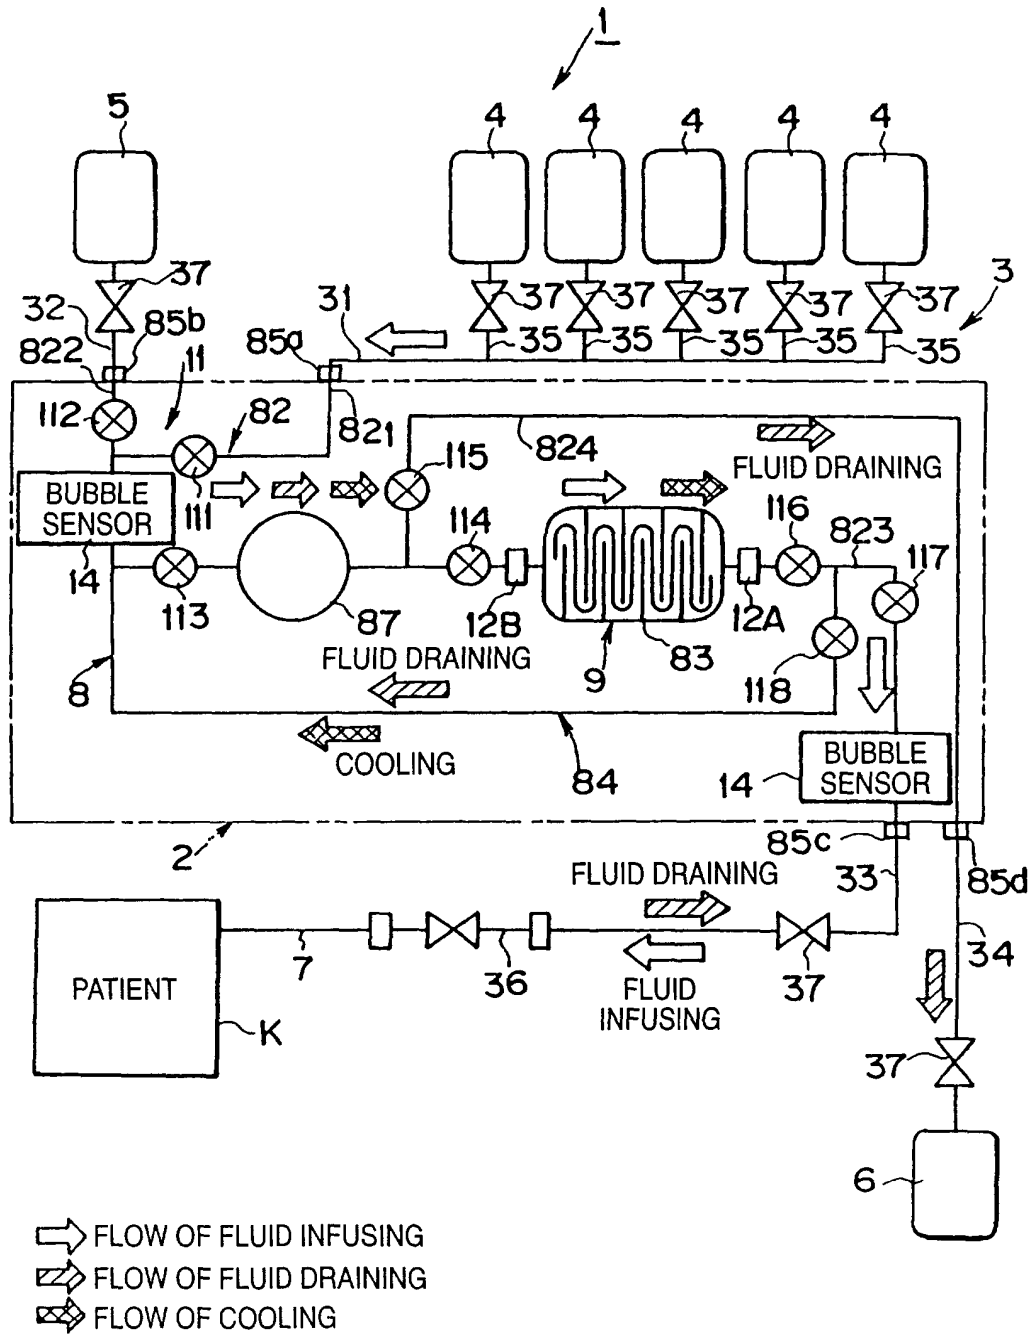 1
5
4 4 4 4 4
37
37 37 37 37 37
3
32
85b
31
85a
35 35 35 35 35
822
11
112
82
821
824
FLUID DRAINING
115
BUBBLE
SENSOR
111
114
116
823
117
14
113
87
12B
12A
FLUID DRAINING
9
83
118
8
COOLING
84
14
BUBBLE
SENSOR
2
85c
85d
FLUID DRAINING
33
34
PATIENT
7
36
37
FLUID
INFUSING
K
37
6
FLOW OF FLUID INFUSING
FLOW OF FLUID DRAINING
FLOW OF COOLING